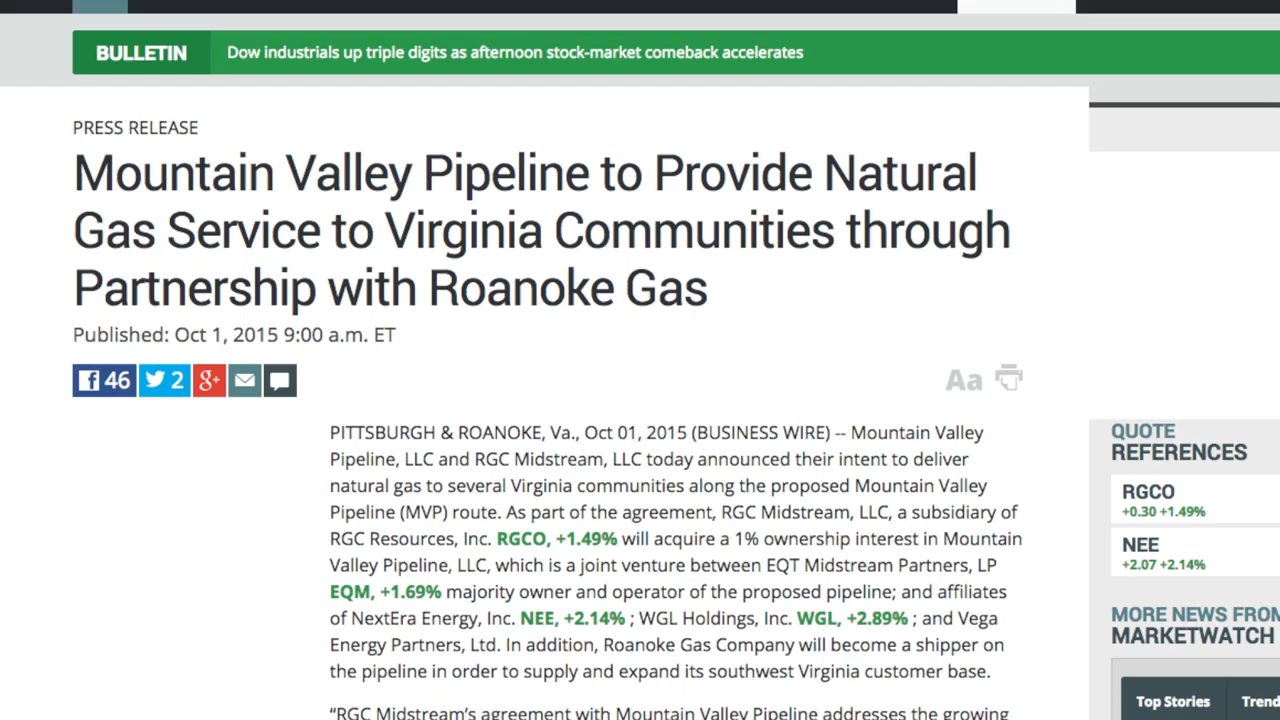 BULLETIN Dow industrials up triple digits as afternoon stock-market comeback accelerates
PRESS RELEASE
Mountain Valley Pipeline to Provide Natural
Gas Service to Virginia Communities through
Partnership with Roanoke Gas
Published: Oct 1, 2015 9:00 a.m. ET
f 46 2 g+
Aa
PITTSBURGH & ROANOKE, Va., Oct 01, 2015 (BUSINESS WIRE) -- Mountain Valley
Pipeline, LLC and RGC Midstream, LLC today announced their intent to deliver
natural gas to several Virginia communities along the proposed Mountain Valley
Pipeline (MVP) route. As part of the agreement, RGC Midstream, LLC, a subsidiary of
RGC Resources, Inc. RGCO, +1.49% will acquire a 1% ownership interest in Mountain
Valley Pipeline, LLC, which is a joint venture between EQT Midstream Partners, LP
EQM, +1.69% majority owner and operator of the proposed pipeline; and affiliates
of NextEra Energy, Inc. NEE, +2.14% ; WGL Holdings, Inc. WGL, +2.89% ; and Vega
Energy Partners, Ltd. In addition, Roanoke Gas Company will become a shipper on
the pipeline in order to supply and expand its southwest Virginia customer base.
“RGC Midstream’s agreement with Mountain Valley Pipeline addresses the growing
QUOTE
REFERENCES
RGCO
+0.30 +1.49%
NEE
+2.07 +2.14%
MORE NEWS FROM
MARKETWATCH
Top Stories Trend